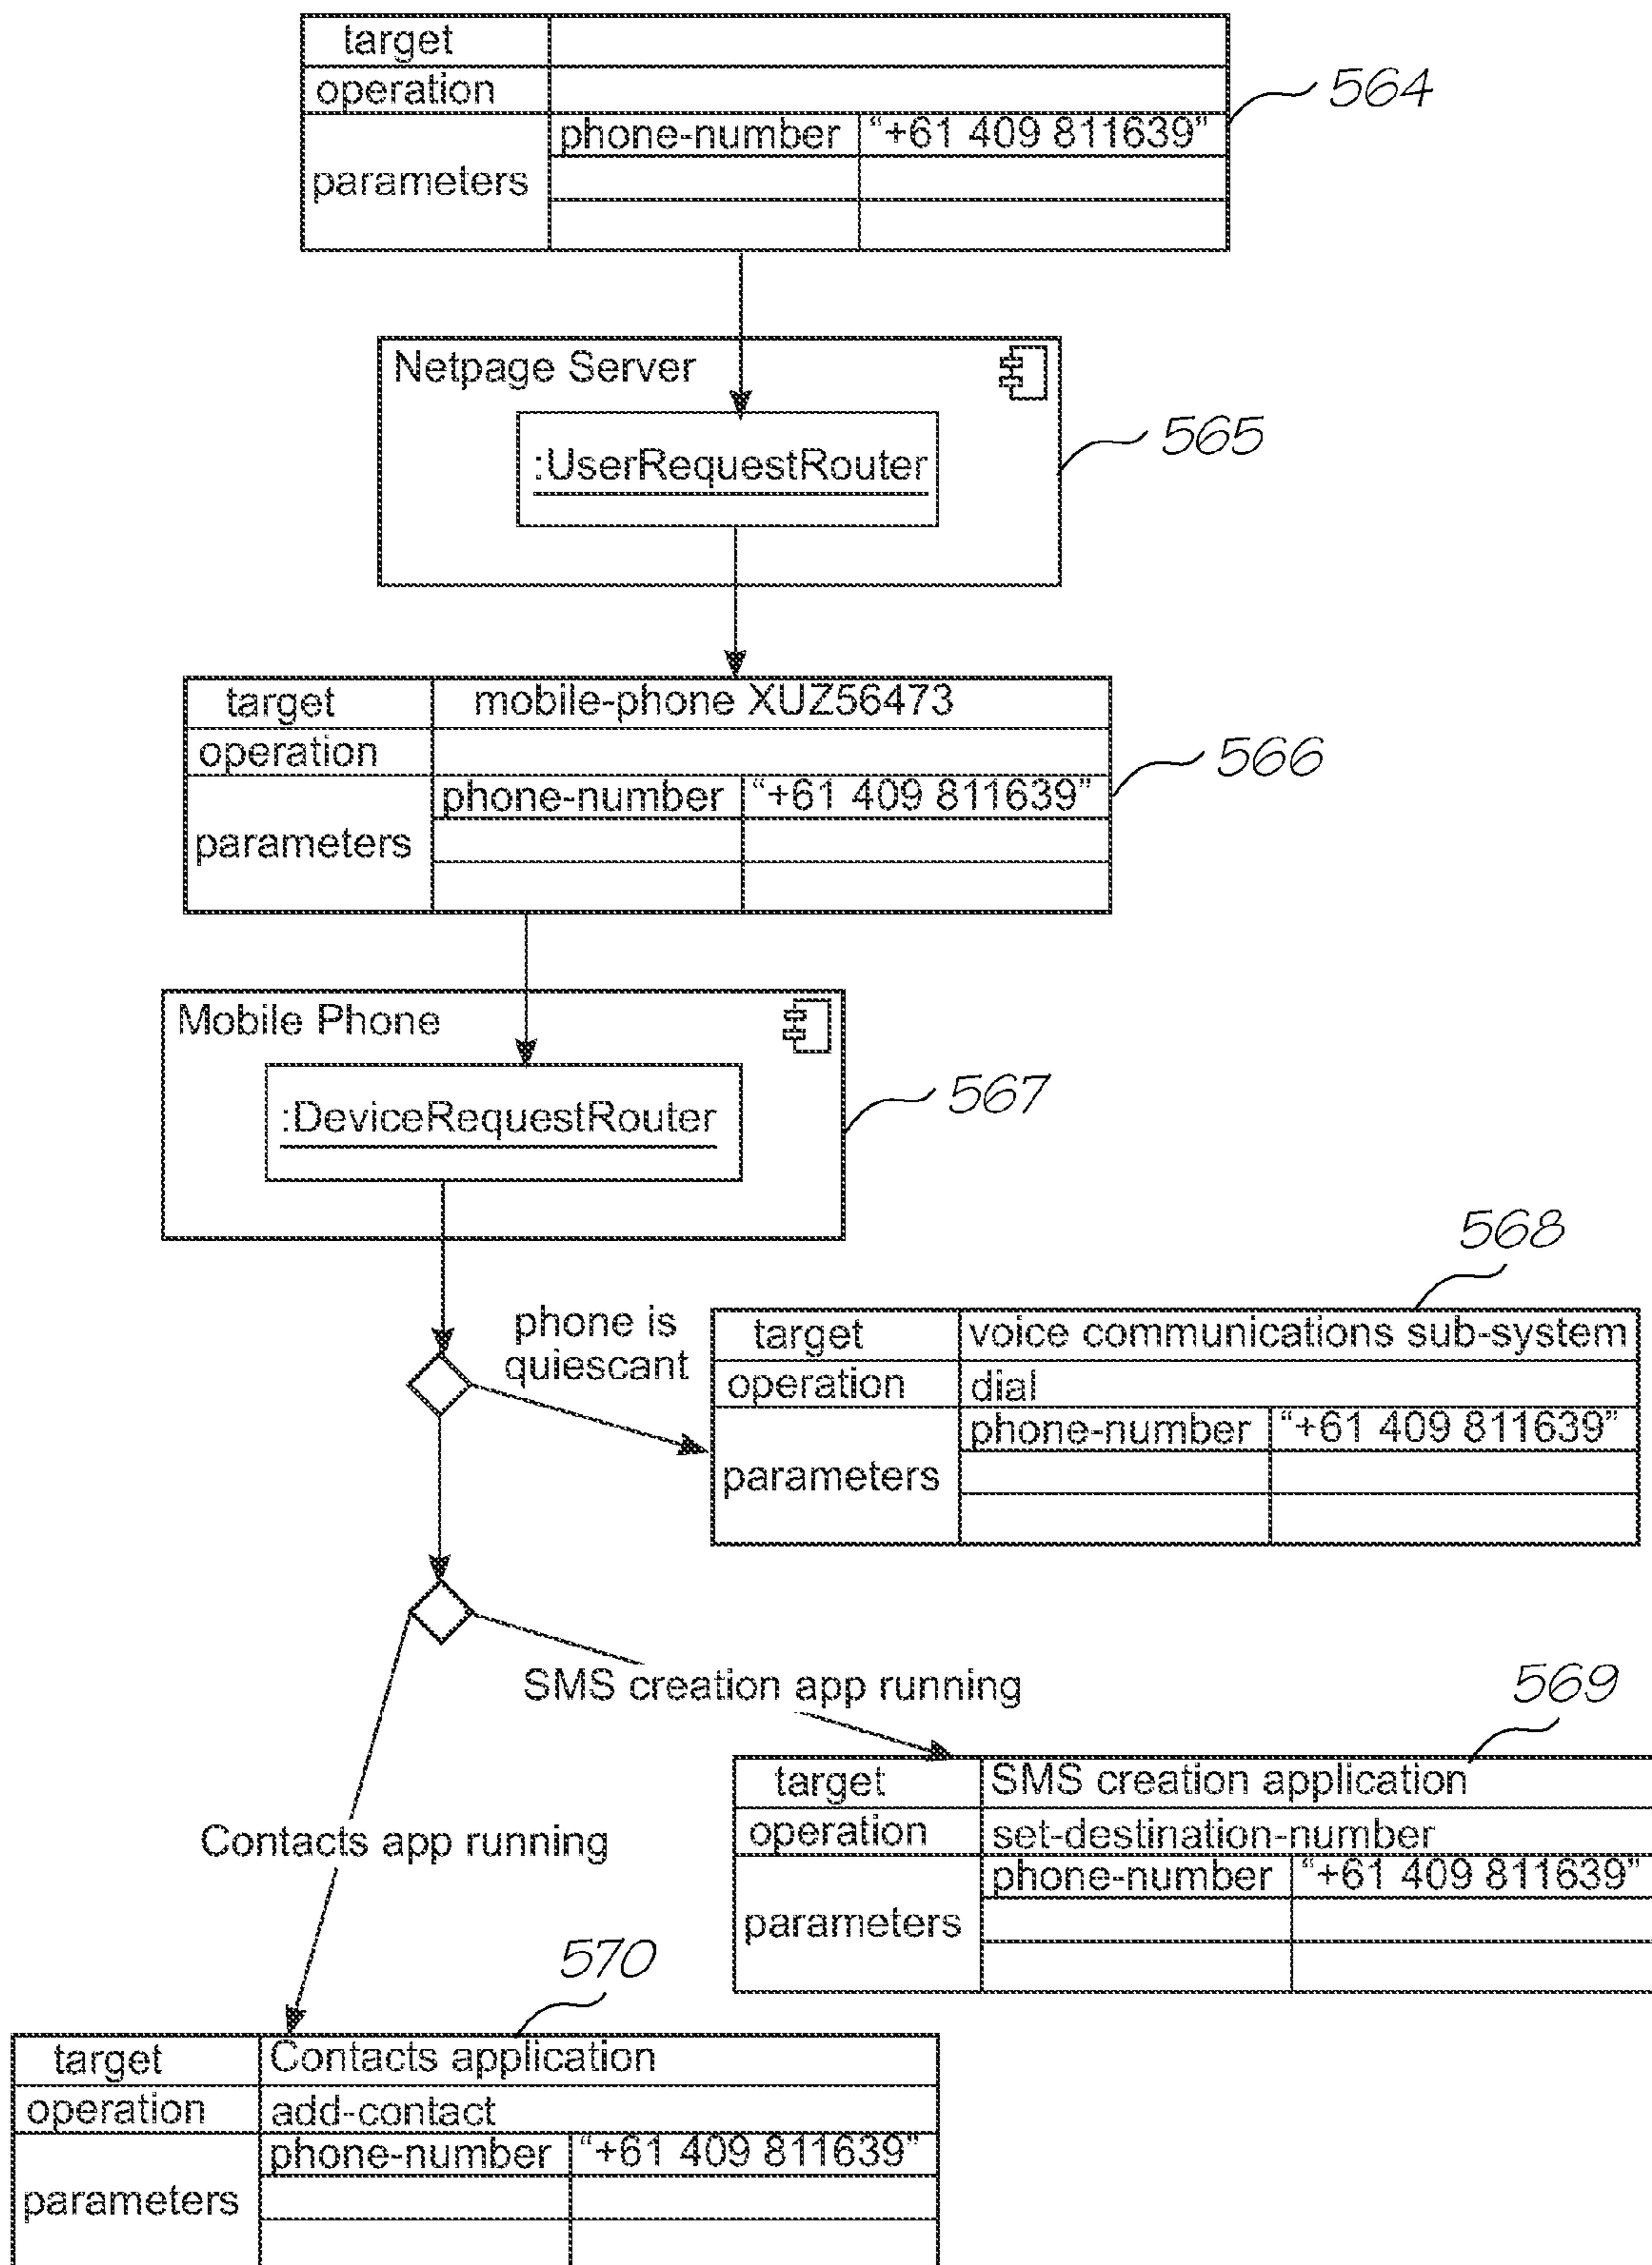 target
operation
564
phone-number "+61 409 811639"
parameters
Netpage Server
565
:UserRequestRouter
target mobile-phone XUZ56473
operation
566
phone-number "+61 409 811639"
parameters
Mobile Phone
567
:DeviceRequestRouter
568
phone is
quiescant
target voice communications sub-system
operation dial
phone-number "+61 409 811639"
parameters
SMS creation app running
569
target SMS creation application
operation set-destination-number
phone-number "+61 409 811639"
parameters
Contacts app running
570
target Contacts application
operation add-contact
phone-number "+61 409 811639"
parameters